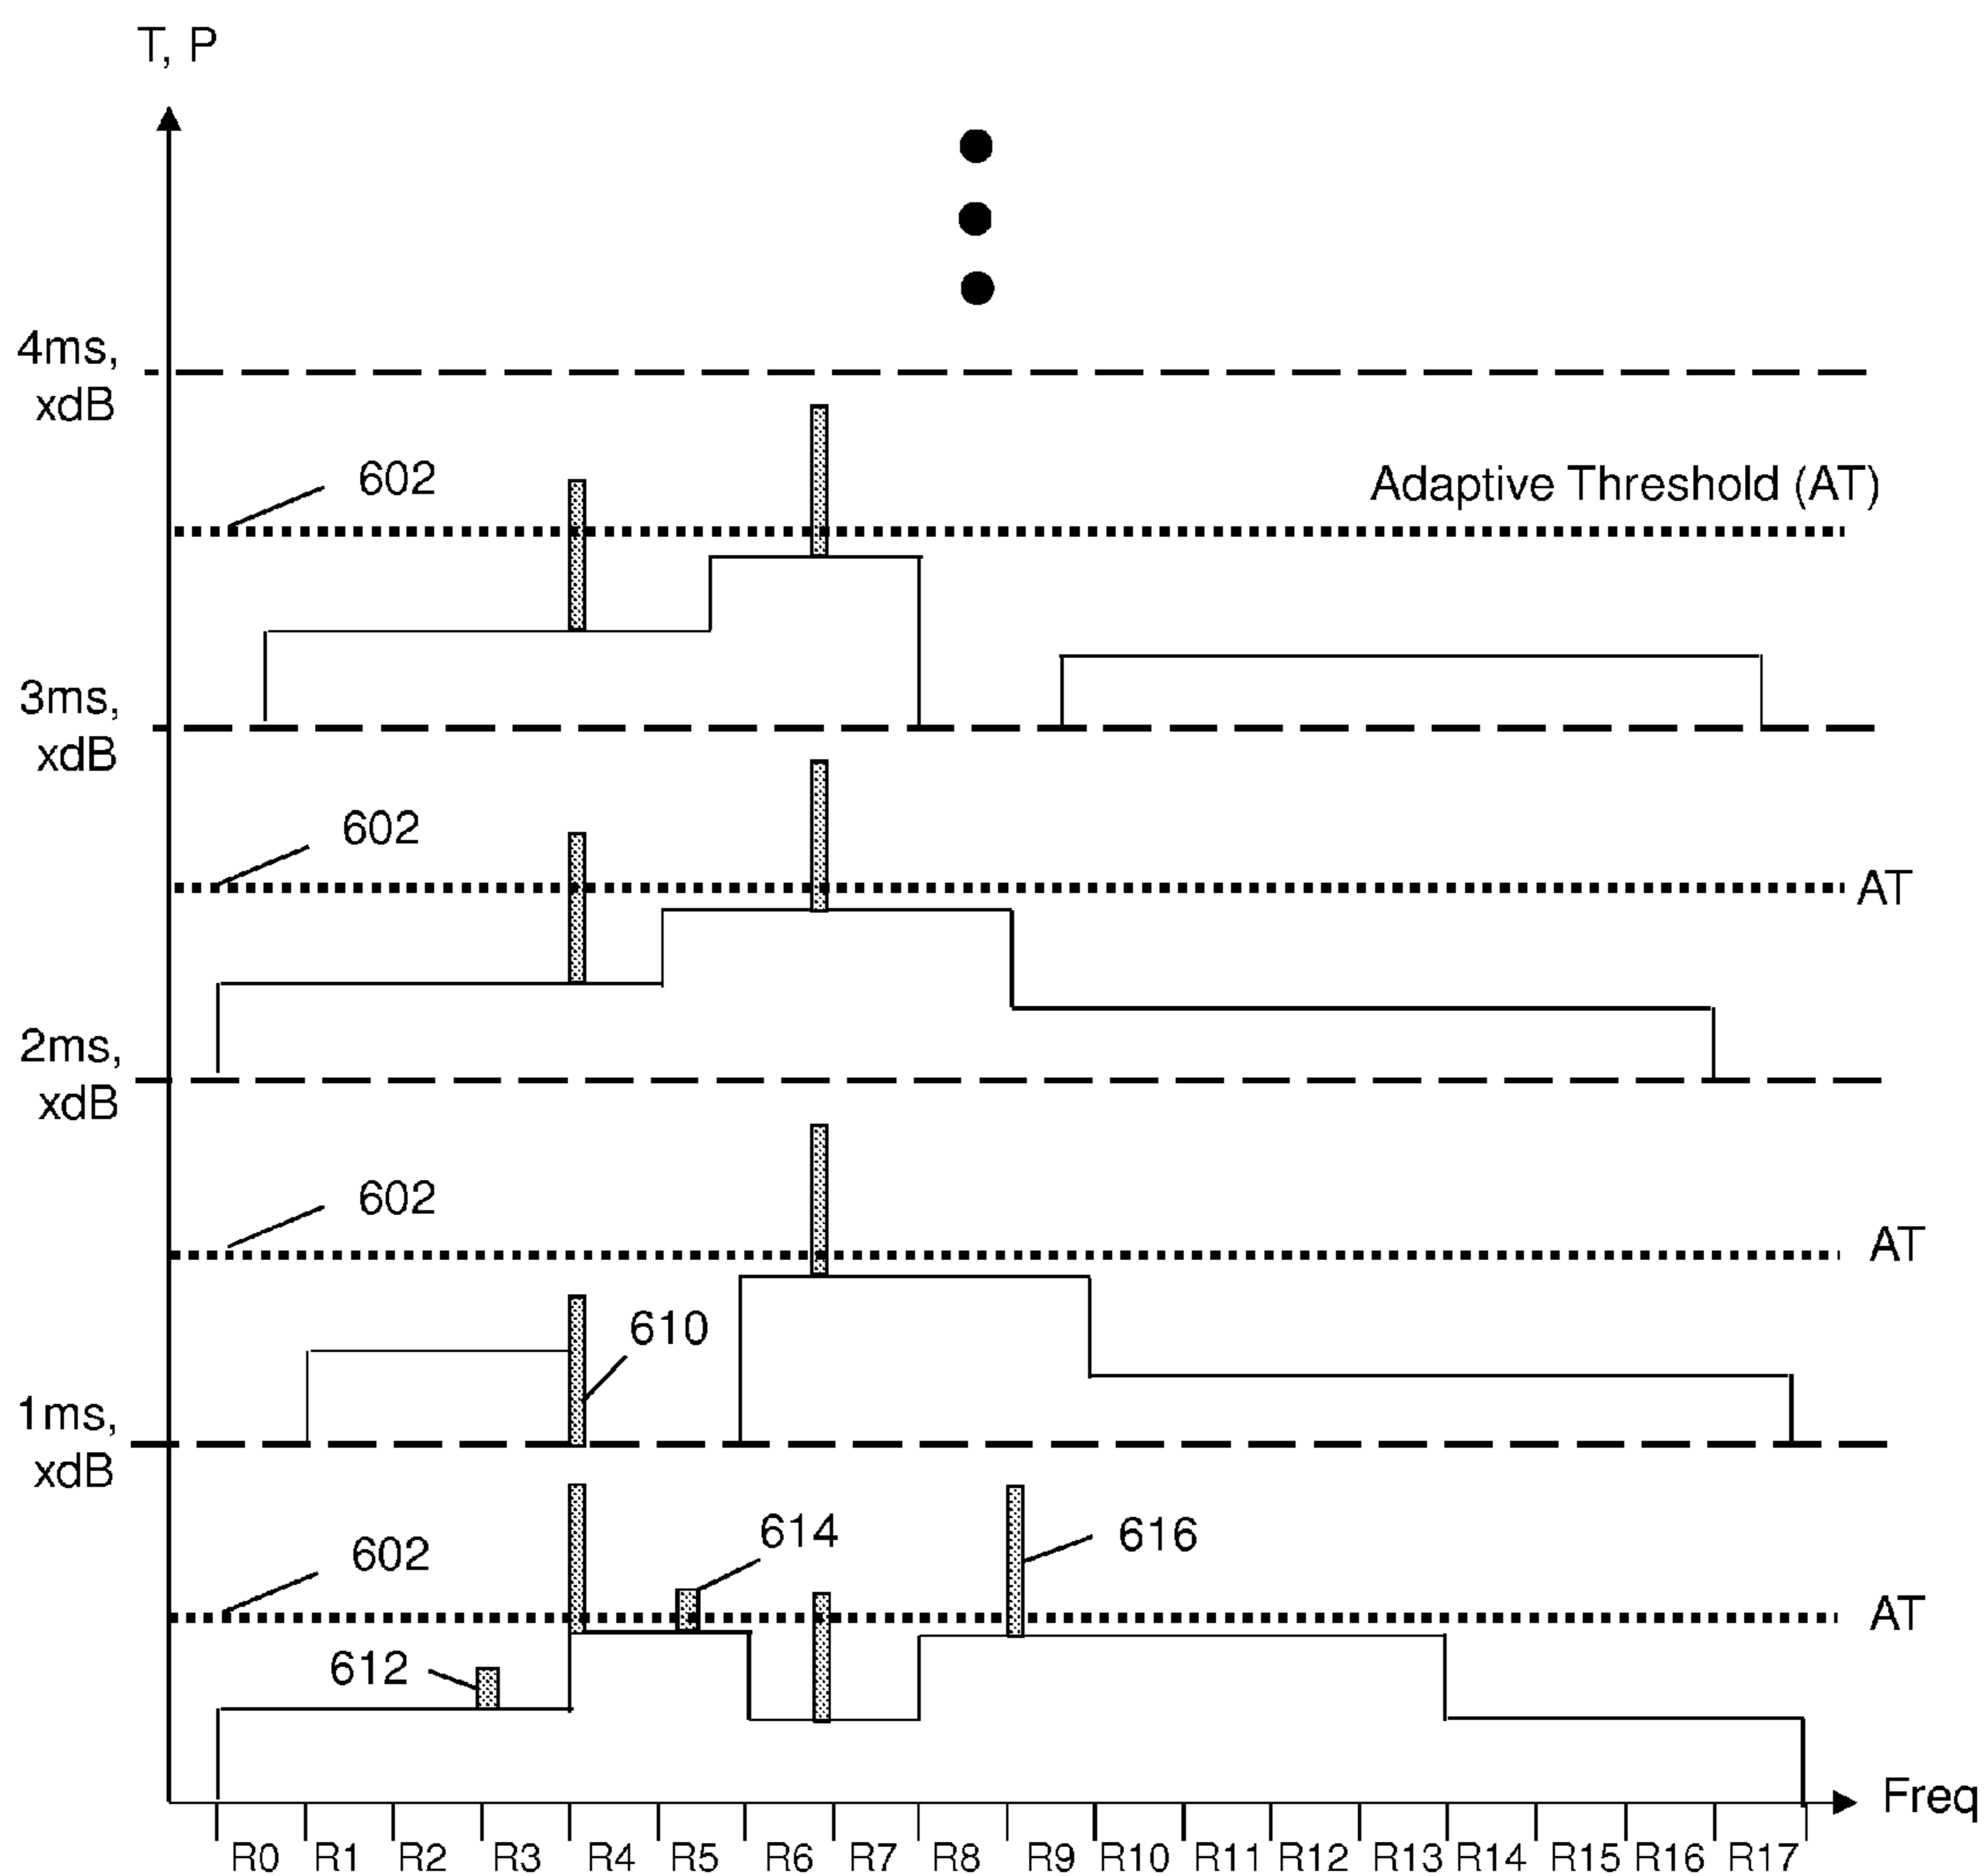 T, P
4ms,
xdB
602
Adaptive Threshold (AT)
3ms,
xdB
602
AT
2ms,
xdB
602
AT
610
1ms,
xdB
602
614
616
AT
612
Freq
R0 R1 R2 R3 R4 R5 R6 R7 R8 R9 R10 R11 R12 R13 R14 R15 R16 R17